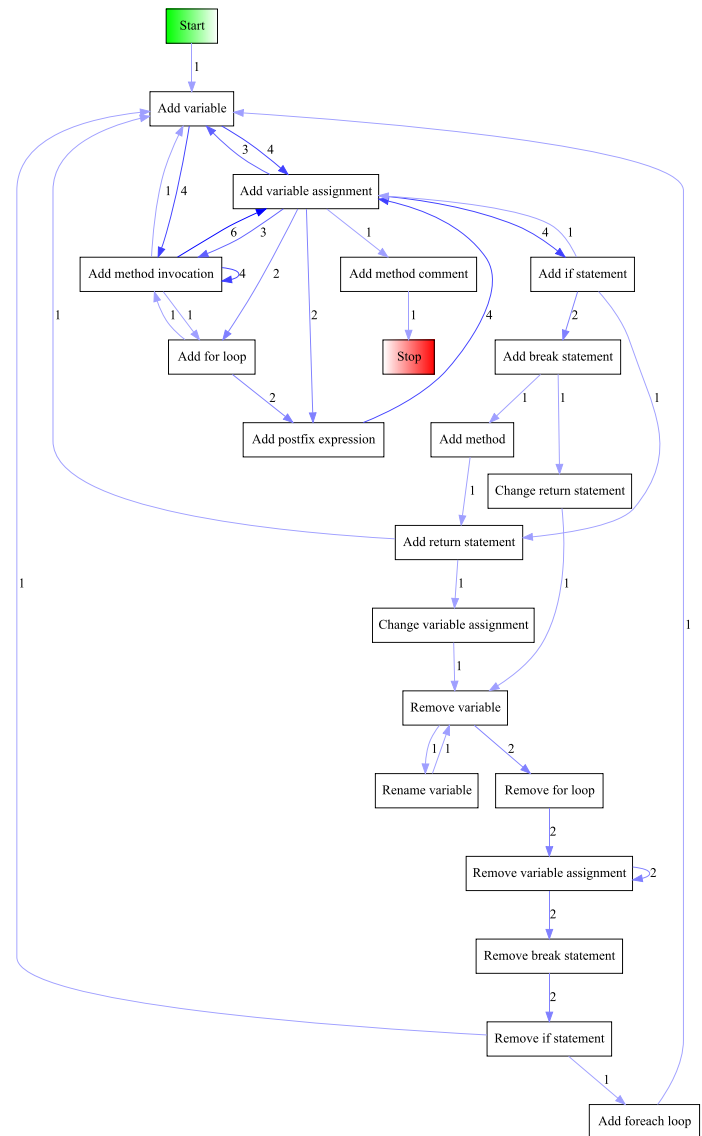 Start
1
Add variable
3 4
1 4
Add variable assignment
6 3 1 4 1
Add method invocation
4
Add method comment
Add if statement
2
1 1
1
2
1
2
4
Add for loop
Stop
Add break statement
2
1 1
1
Add postfix expression
Add method
1
Change return statement
Add return statement
1
1
Change variable assignment
1
1
1
Remove variable
1 1
2
Rename variable
Remove for loop
2
Remove variable assignment
2
2
Remove break statement
2
Remove if statement
1
Add foreach loop